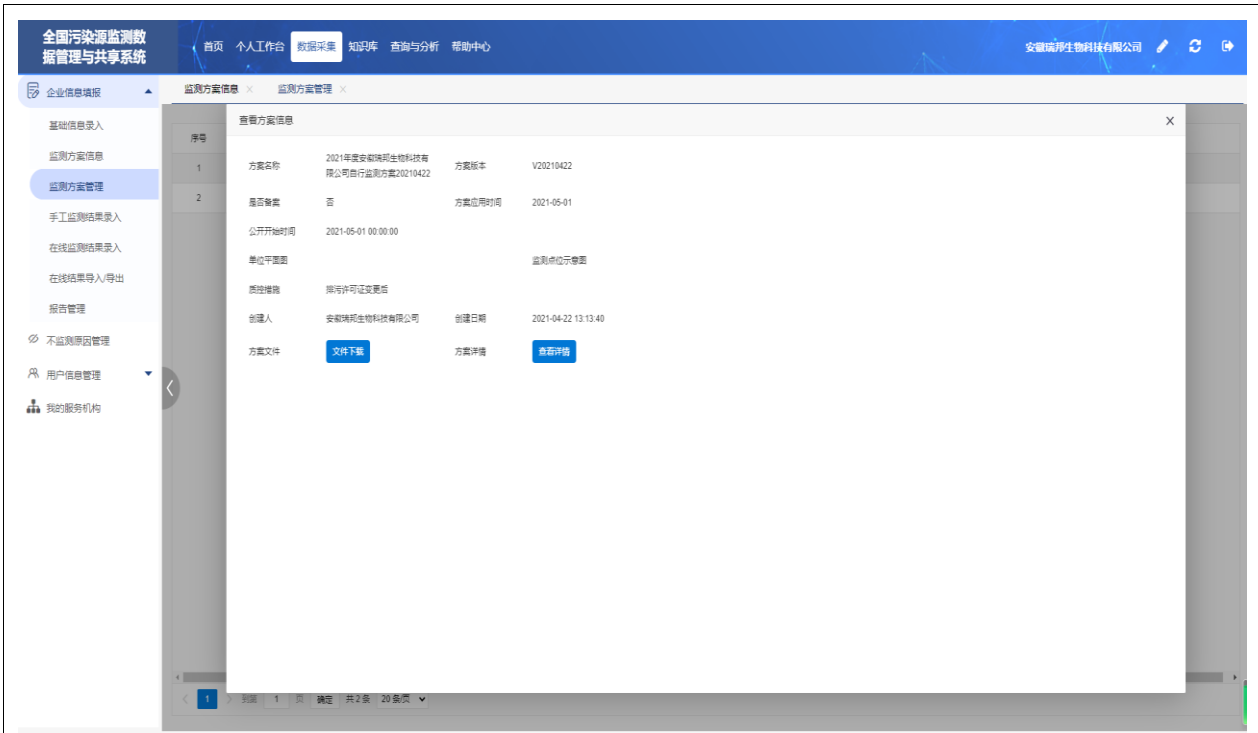 全国污染源监测数
据管理与共享系统
首页 个人工作台 数据采集 知识库 查询与分析 帮助中心
安徽瑞邦生物科技有限公司
企业信息填报
基础信息录入
监测方案信息
监测方案管理
手工监测结果录入
在线监测结果录入
在线结果导入/导出
报告管理
不监测原因管理
用户信息管理
我的服务机构
监测方案信息 × 监测方案管理 ×
序号
1
2
查看方案信息 X
方案名称 2021年度安徽瑞邦生物科技有
限公司自行监测方案20210422
方案版本 V20210422
是否备案 否 方案应用时间 2021-05-01
公开开始时间 2021-05-01 00:00:00
单位平面图 监测点位示意图
质控措施 排污许可证变更后
创建人 安徽瑞邦生物科技有限公司 创建日期 2021-04-22 13:13:40
方案文件 文件下载 方案详情 查看详情
1 到第 1 页 确定 共2条 20条/页